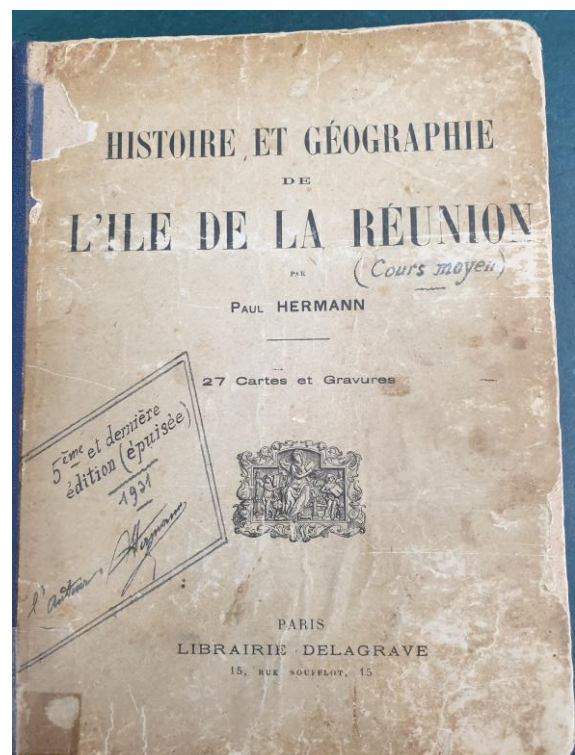 HISTOIRE ET GÉOGRAPHIE
DE
L'ILE DE LA RÉUNION
(Cours moyen)
PAR
PAUL HERMANN
27 Cartes et Gravures
5ème et dernière
édition (épuisée)
1931
l'auteur : Hermann
PARIS
LIBRAIRIE DELAGRAVE
15, RUE SOUFFLOT, 15